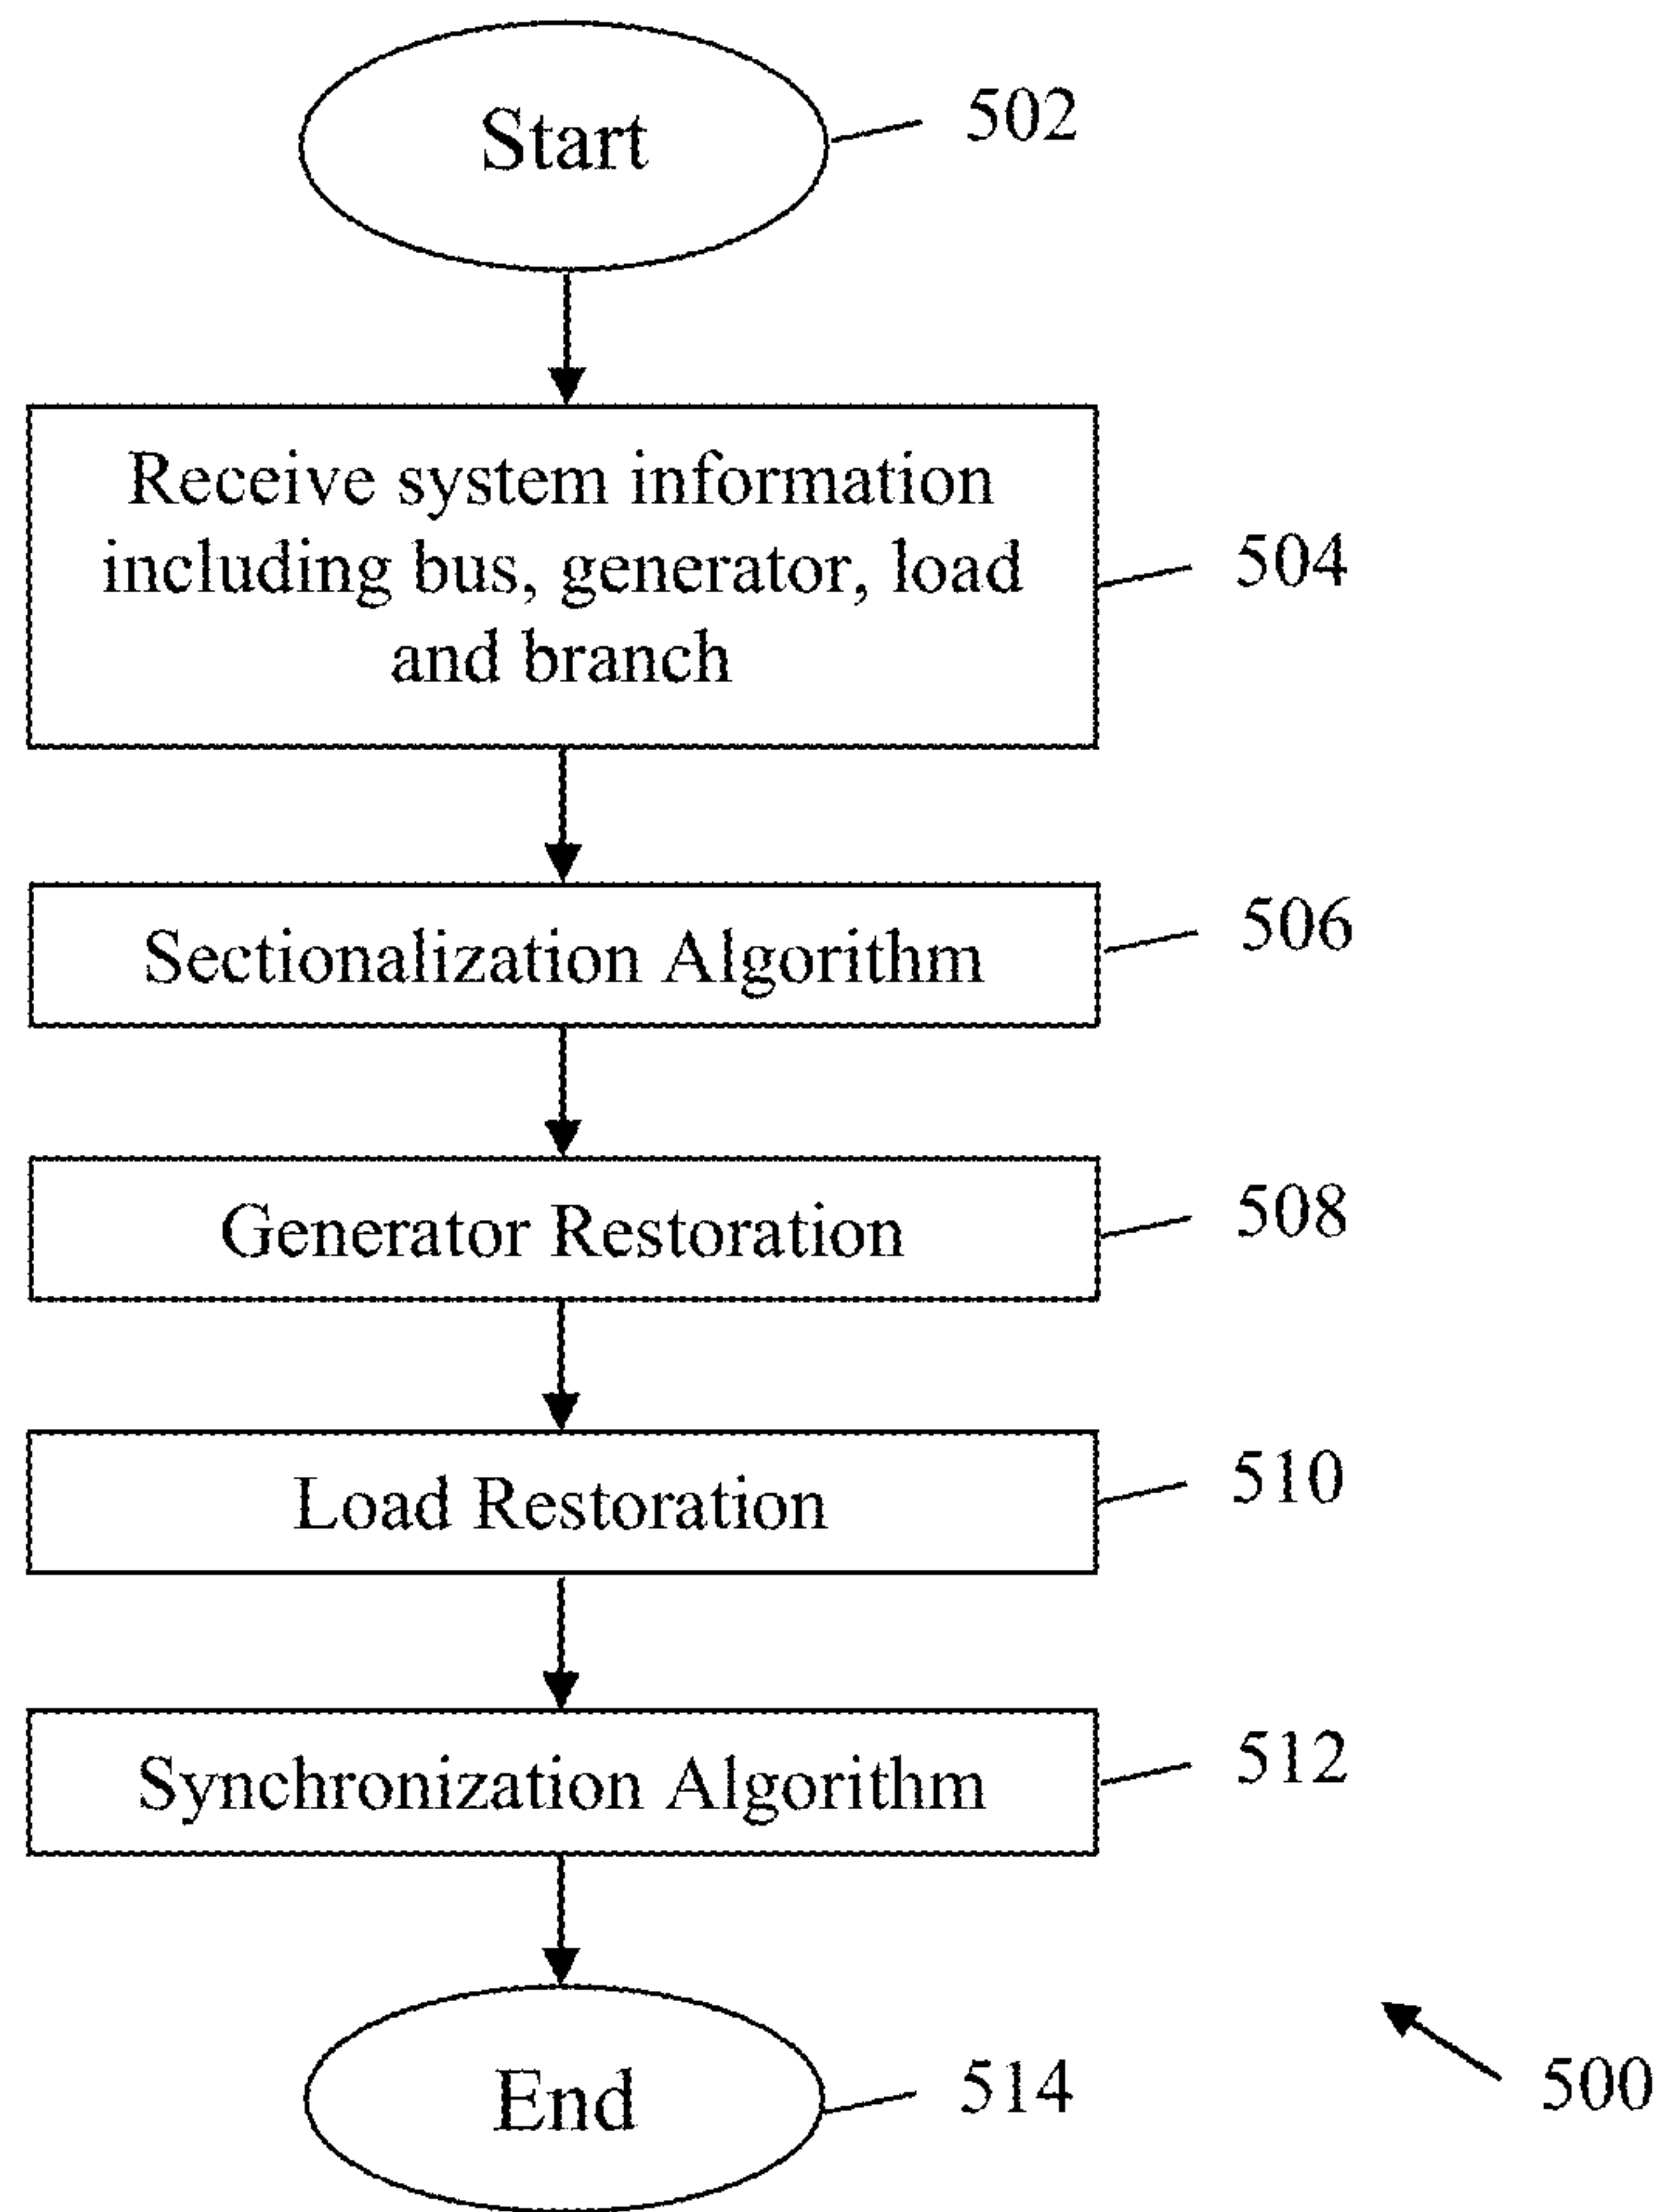 Start
502
Receive system information
including bus, generator, load
and branch
504
Sectionalization Algorithm
506
Generator Restoration
508
Load Restoration
510
Synchronization Algorithm
512
End
514
500